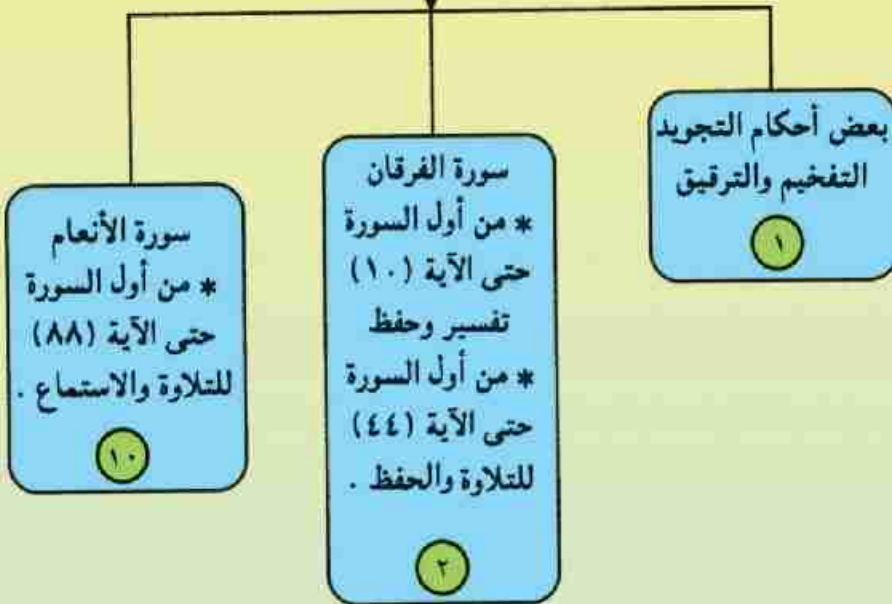 بعض أحكام التجويد
التفخيم والترقيق
١
سورة الفرقان
* من أول السورة
حتى الآية (١٠)
تفسير وحفظ
* من أول السورة
حتى الآية (٤٤)
للتلاوة والحفظ .
٢
سورة الأنعام
* من أول السورة
حتى الآية (٨٨)
للتلاوة والاستماع .
١٠